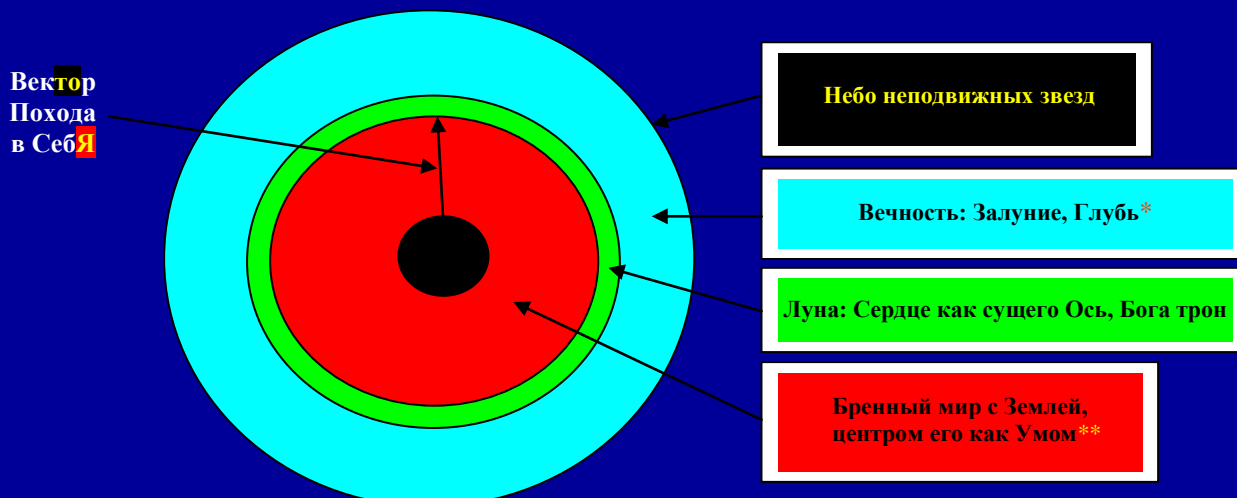 Вектор
Похода
в СебЯ
Небо неподвижных звезд
Вечность: Залуние, Глубь*
Луна: Сердце как сущего Ось, Бога трон
Бренный мир с Землей,
центром его как Умом**